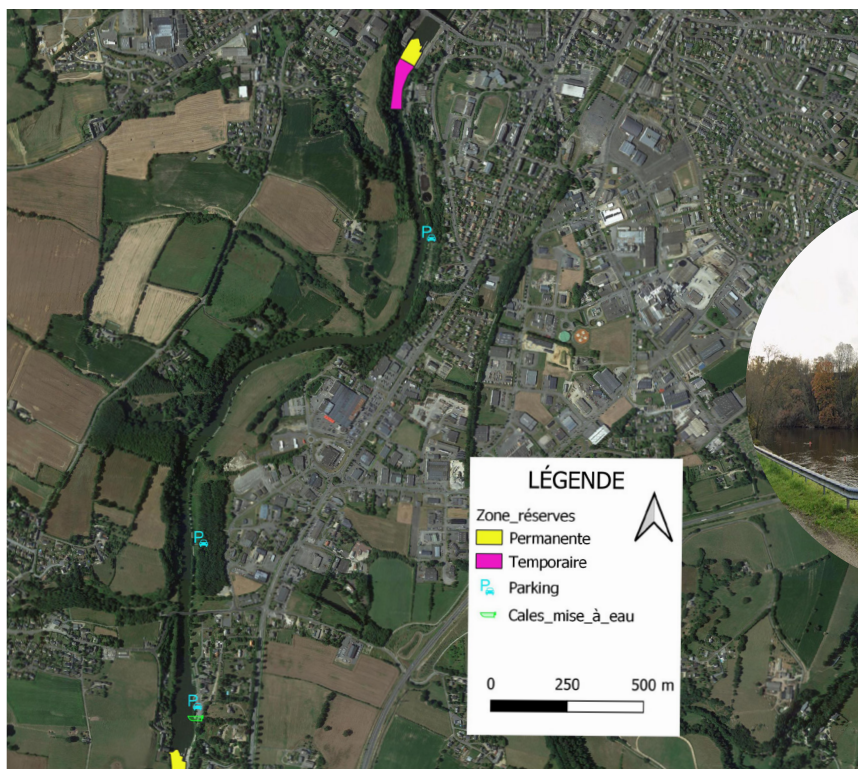 P
P
P
LÉGENDE
Zone_réserves
Permanente
Temporaire
P Parking
Cales_mise_à_eau
0 250 500 m